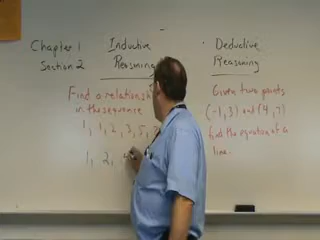 Chapter 1
Section 2
Inductive
Reasoning
Find a relationship
in the sequence
1, 1, 2, 3, 5,
1, 2, 4
Deductive
Reasoning
Given two points
(-1, 3) and (4, 7)
find the equation of a
line.